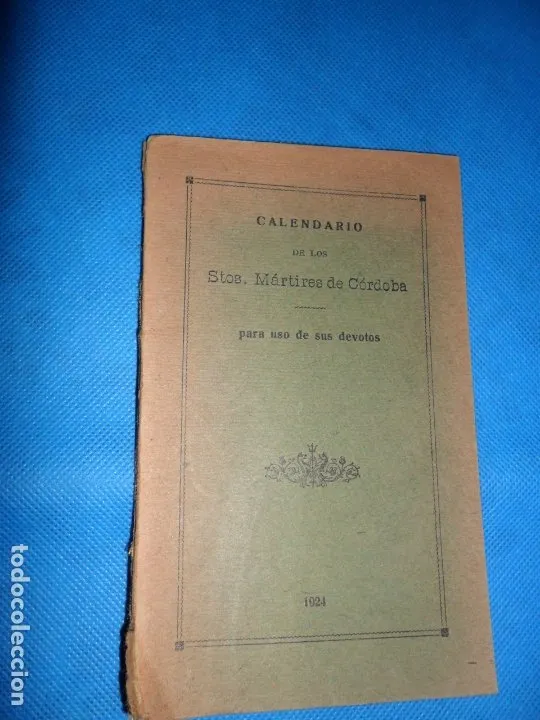 CALENDARIO
DE LOS
Stos. Mártires de Córdoba
para uso de sus devotos
1924
todocoleccion